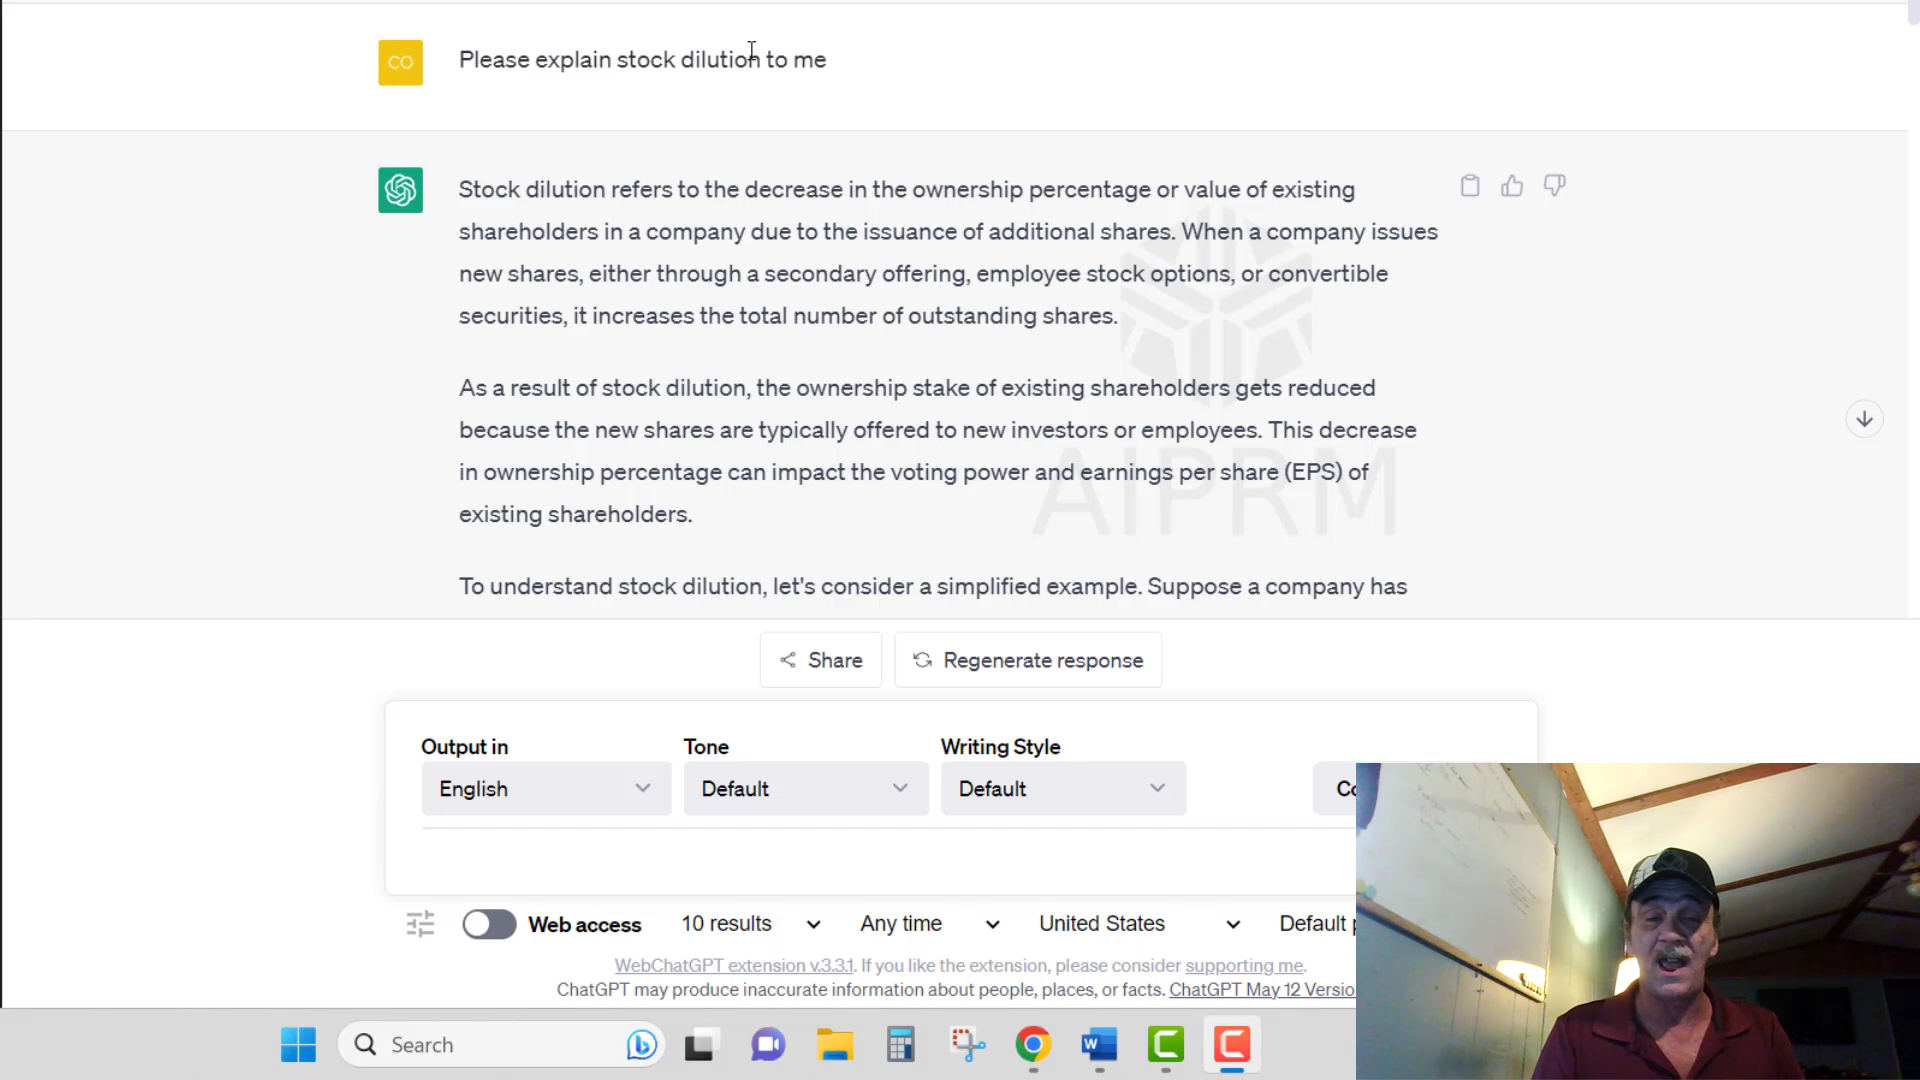 CO
Please explain stock dilution to me
Stock dilution refers to the decrease in the ownership percentage or value of existing
shareholders in a company due to the issuance of additional shares. When a company issues
new shares, either through a secondary offering, employee stock options, or convertible
securities, it increases the total number of outstanding shares.
As a result of stock dilution, the ownership stake of existing shareholders gets reduced
because the new shares are typically offered to new investors or employees. This decrease
in ownership percentage can impact the voting power and earnings per share (EPS) of
existing shareholders.
AIPRM
To understand stock dilution, let's consider a simplified example. Suppose a company has
Share
Regenerate response
Output in
Tone
Writing Style
English
Default
Default
Co
Web access
10 results
Any time
United States
Default p
WebChatGPT extension v.3.3.1. If you like the extension, please consider supporting me.
ChatGPT may produce inaccurate information about people, places, or facts. ChatGPT May 12 Versio
Search